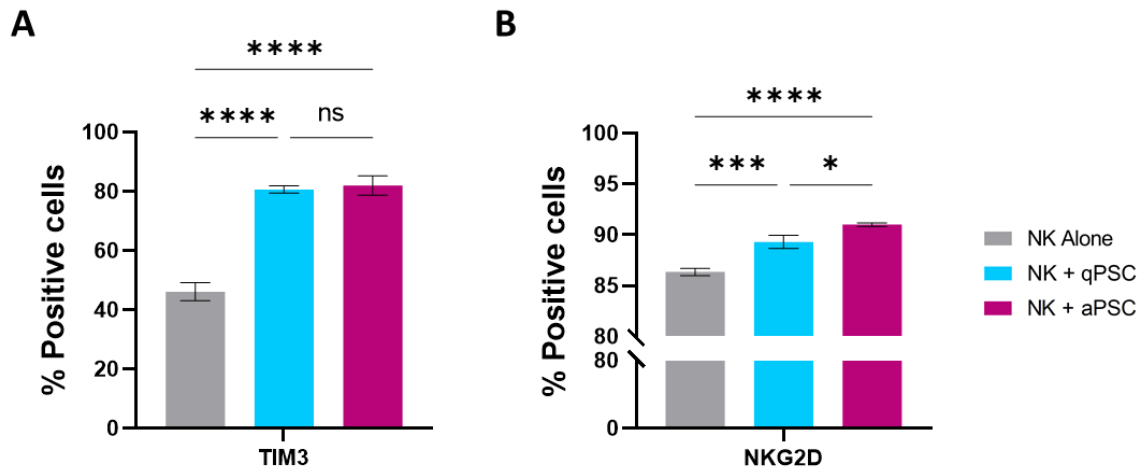 A
B
****
****
ns
% Positive cells
100
80
60
40
20
0
TIM3
****
***
*
% Positive cells
100
95
90
85
80
80
0
NKG2D
NK Alone
NK + qPSC
NK + aPSC